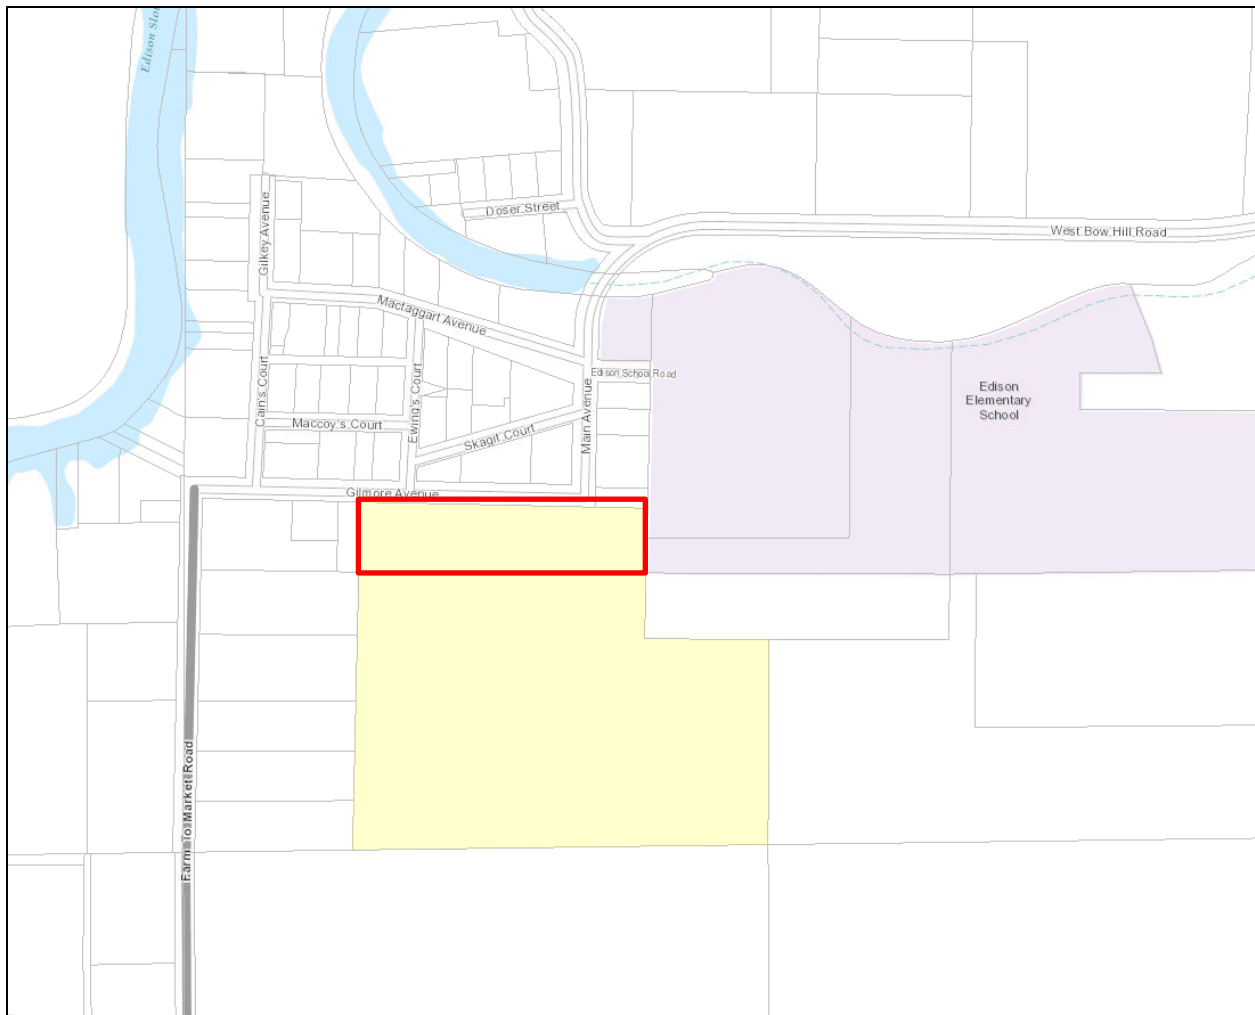 Edison Slou
Gilkey Avenue
Doser Street
West Bow Hill Road
Mactaggart Avenue
Edison School Road
Edison
Elementary
School
Cain's Court
Ewing's Court
Main Avenue
Maccoy's Court
Skagit Court
Gilmore Avenue
Farm To Market Road